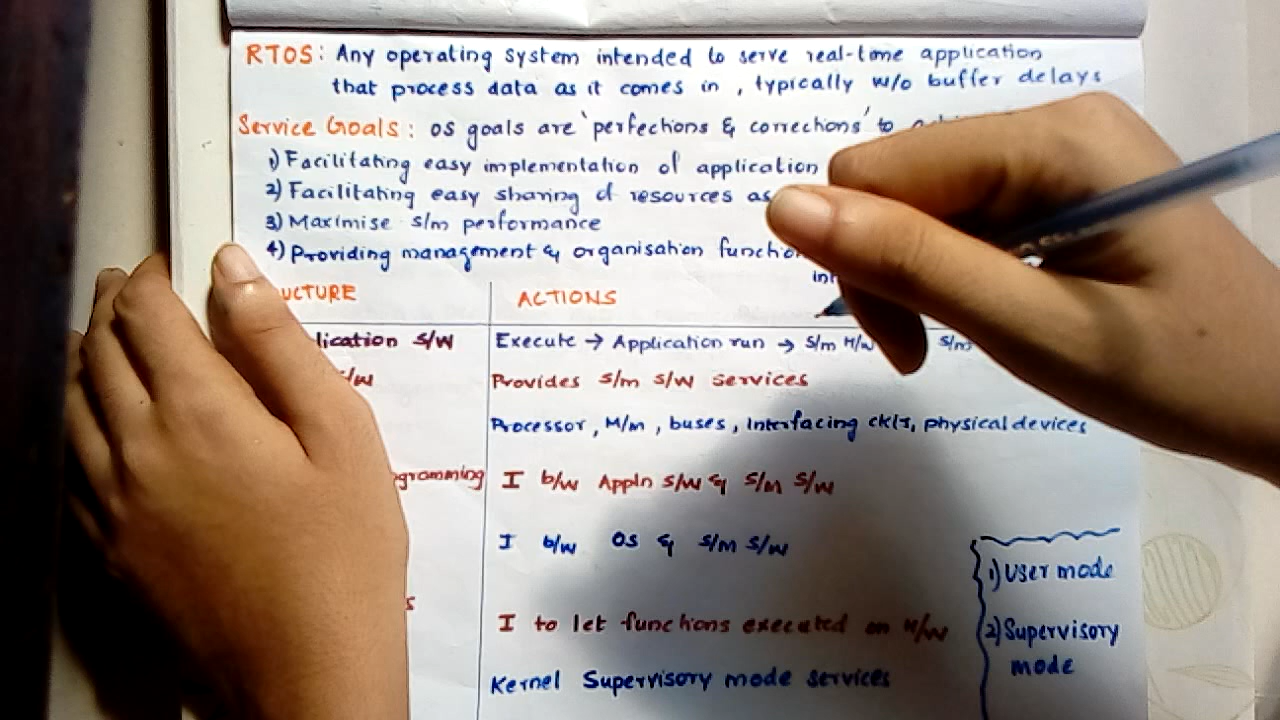 RTOS: Any operating system intended to serve real-time application
that process data as it comes in, typically w/o buffer delays
Service Goals: OS goals are 'perfections & corrections' to
1) Facilitating easy implementation of application
2) Facilitating easy sharing of resources as
3) Maximise s/m performance
4) Providing management & organisation
UCTURE ACTIONS
lication S/W Execute → Application run → S/m H/W S/m
/W Provides s/m s/w services
Processor, M/m, buses, Interfacing ckts, physical devices
gramming I b/w Appln S/W & S/M S/W
I b/w OS & S/M S/W
1) User mode
s I to let functions executed on H/W
2) Supervisory
mode
Kernel Supervisory mode services